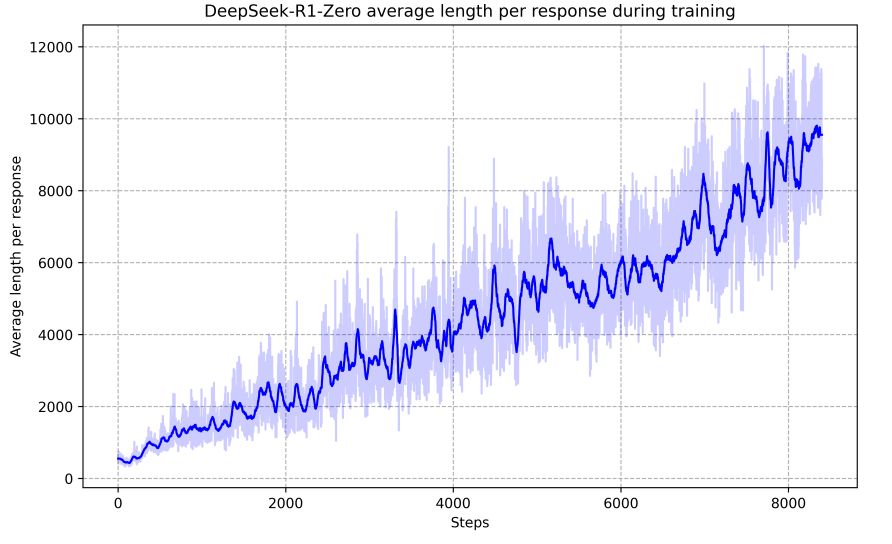 DeepSeek-R1-Zero average length per response during training
12000
10000
8000
6000
4000
2000
0
Average length per response
0 2000 4000 6000 8000
Steps